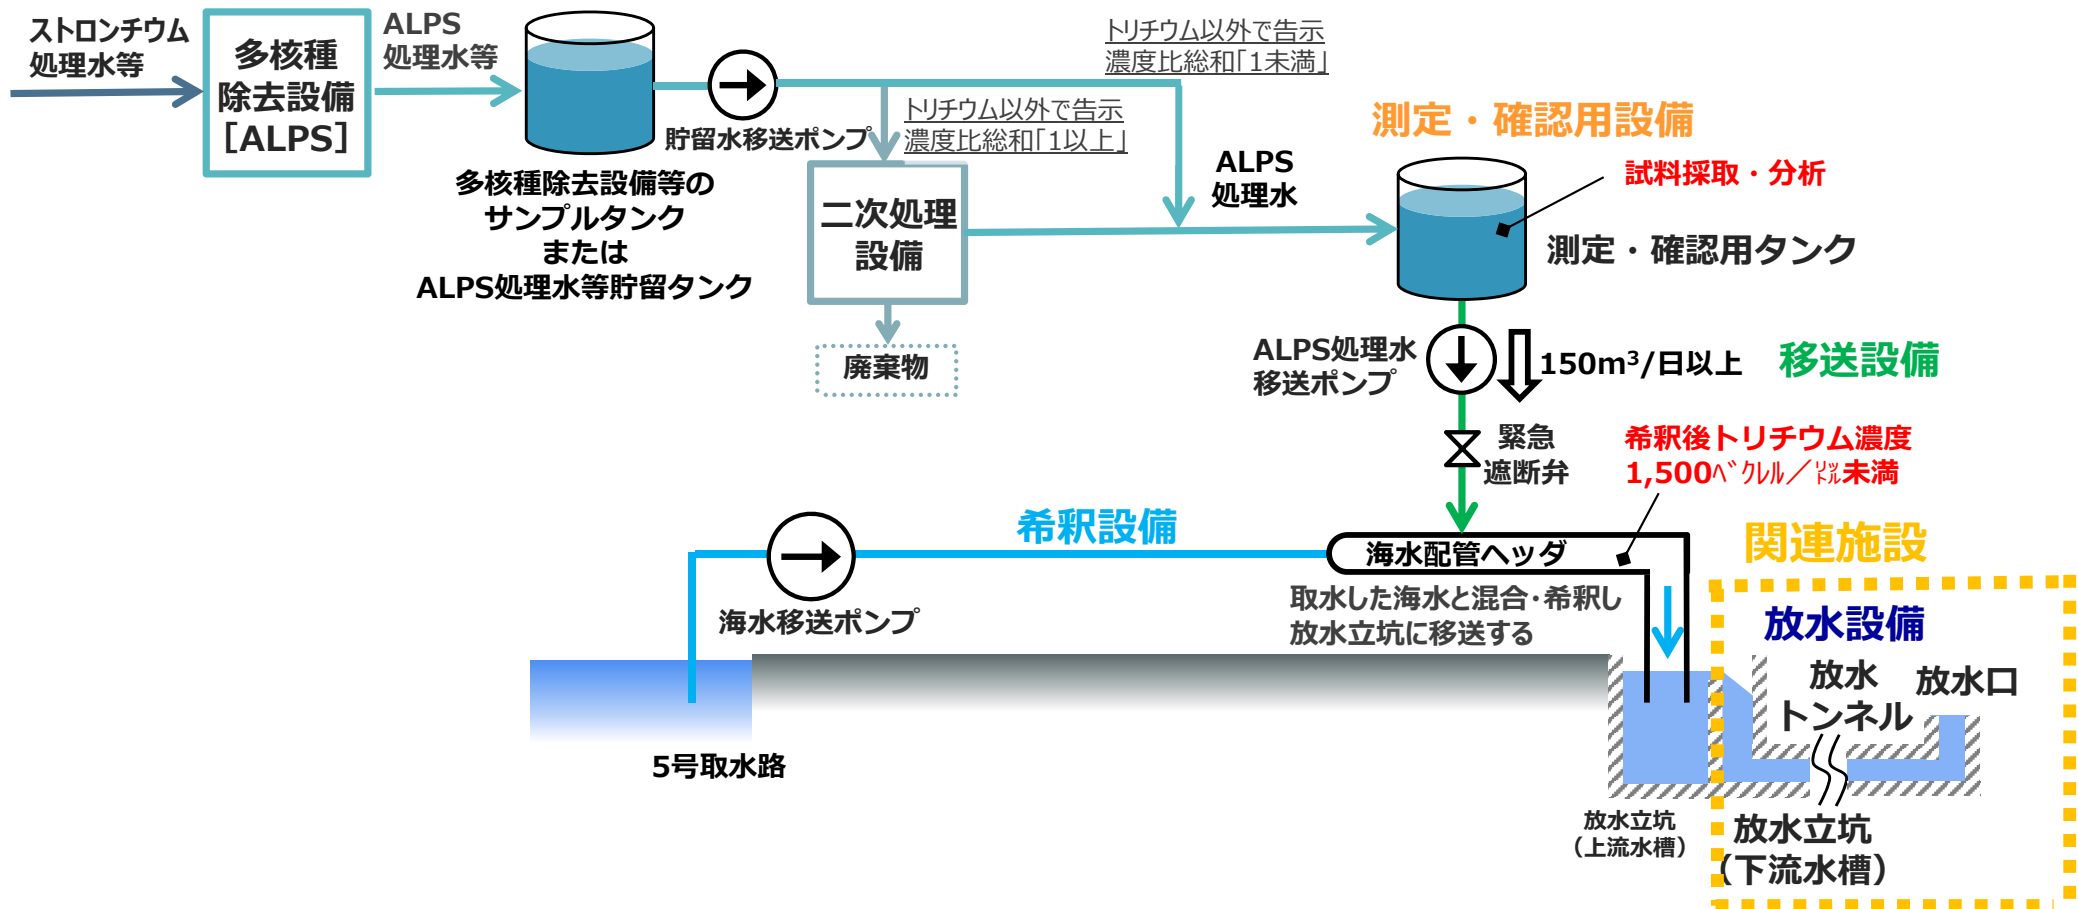 ストロンチウム
処理水等
多核種
除去設備
［ALPS］
ALPS
処理水等
多核種除去設備等の
サンプルタンク
または
ALPS処理水等貯留タンク
貯留水移送ポンプ
トリチウム以外で告示
濃度比総和｢1未満｣
トリチウム以外で告示
濃度比総和｢1以上｣
二次処理
設備
廃棄物
ALPS
処理水
測定・確認用設備
試料採取・分析
測定・確認用タンク
ALPS処理水
移送ポンプ
150m³/日以上
移送設備
緊急
遮断弁
希釈後トリチウム濃度
1,500ﾍﾞｸﾚﾙ／㍑未満
希釈設備
海水移送ポンプ
海水配管ヘッダ
取水した海水と混合･希釈し
放水立坑に移送する
関連施設
放水設備
放水
トンネル
放水口
5号取水路
放水立坑
（上流水槽）
放水立坑
（下流水槽）